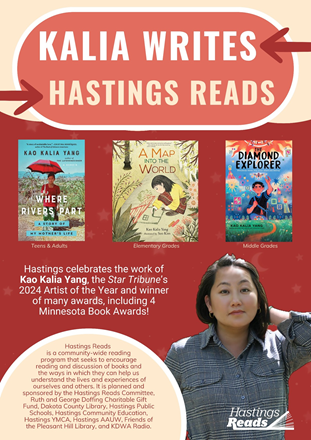 KALIA WRITES
HASTINGS READS
KAO KALIA YANG
WHERE
RIVERS PART
A STORY OF
MY MOTHER'S LIFE
A MAP
INTO THE
WORLD
Kao Kalia Yang
THE
DIAMOND
EXPLORER
KAO KALIA YANG
Teens & Adults
Elementary Grades
Middle Grades
Hastings celebrates the work of
Kao Kalia Yang, the Star Tribune's
2024 Artist of the Year and winner
of many awards, including 4
Minnesota Book Awards!
Hastings Reads
is a community-wide reading
program that seeks to encourage
reading and discussion of books and
the ways in which they can help us
understand the lives and experiences of
ourselves and others. It is planned and
sponsored by the Hastings Reads Committee,
Ruth and George Doffing Charitable Gift
Fund, Dakota County Library, Hastings Public
Schools, Hastings Community Education,
Hastings YMCA, Hastings AAUW, Friends of
the Pleasant Hill Library, and KDWA Radio.
Hastings
Reads